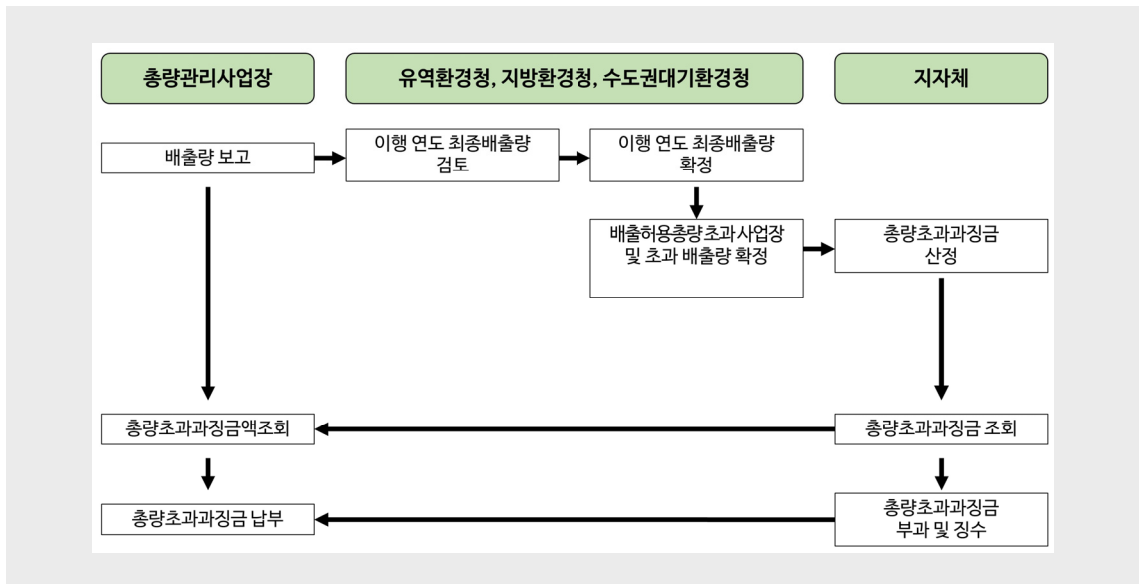 총량관리사업장
유역환경청, 지방환경청, 수도권대기환경청
지자체
배출량 보고
이행 연도 최종배출량
검토
이행 연도 최종배출량
확정
배출허용총량초과사업장
및 초과 배출량 확정
총량초과과징금
산정
총량초과과징금액조회
총량초과과징금 조회
총량초과과징금 납부
총량초과과징금
부과 및 징수